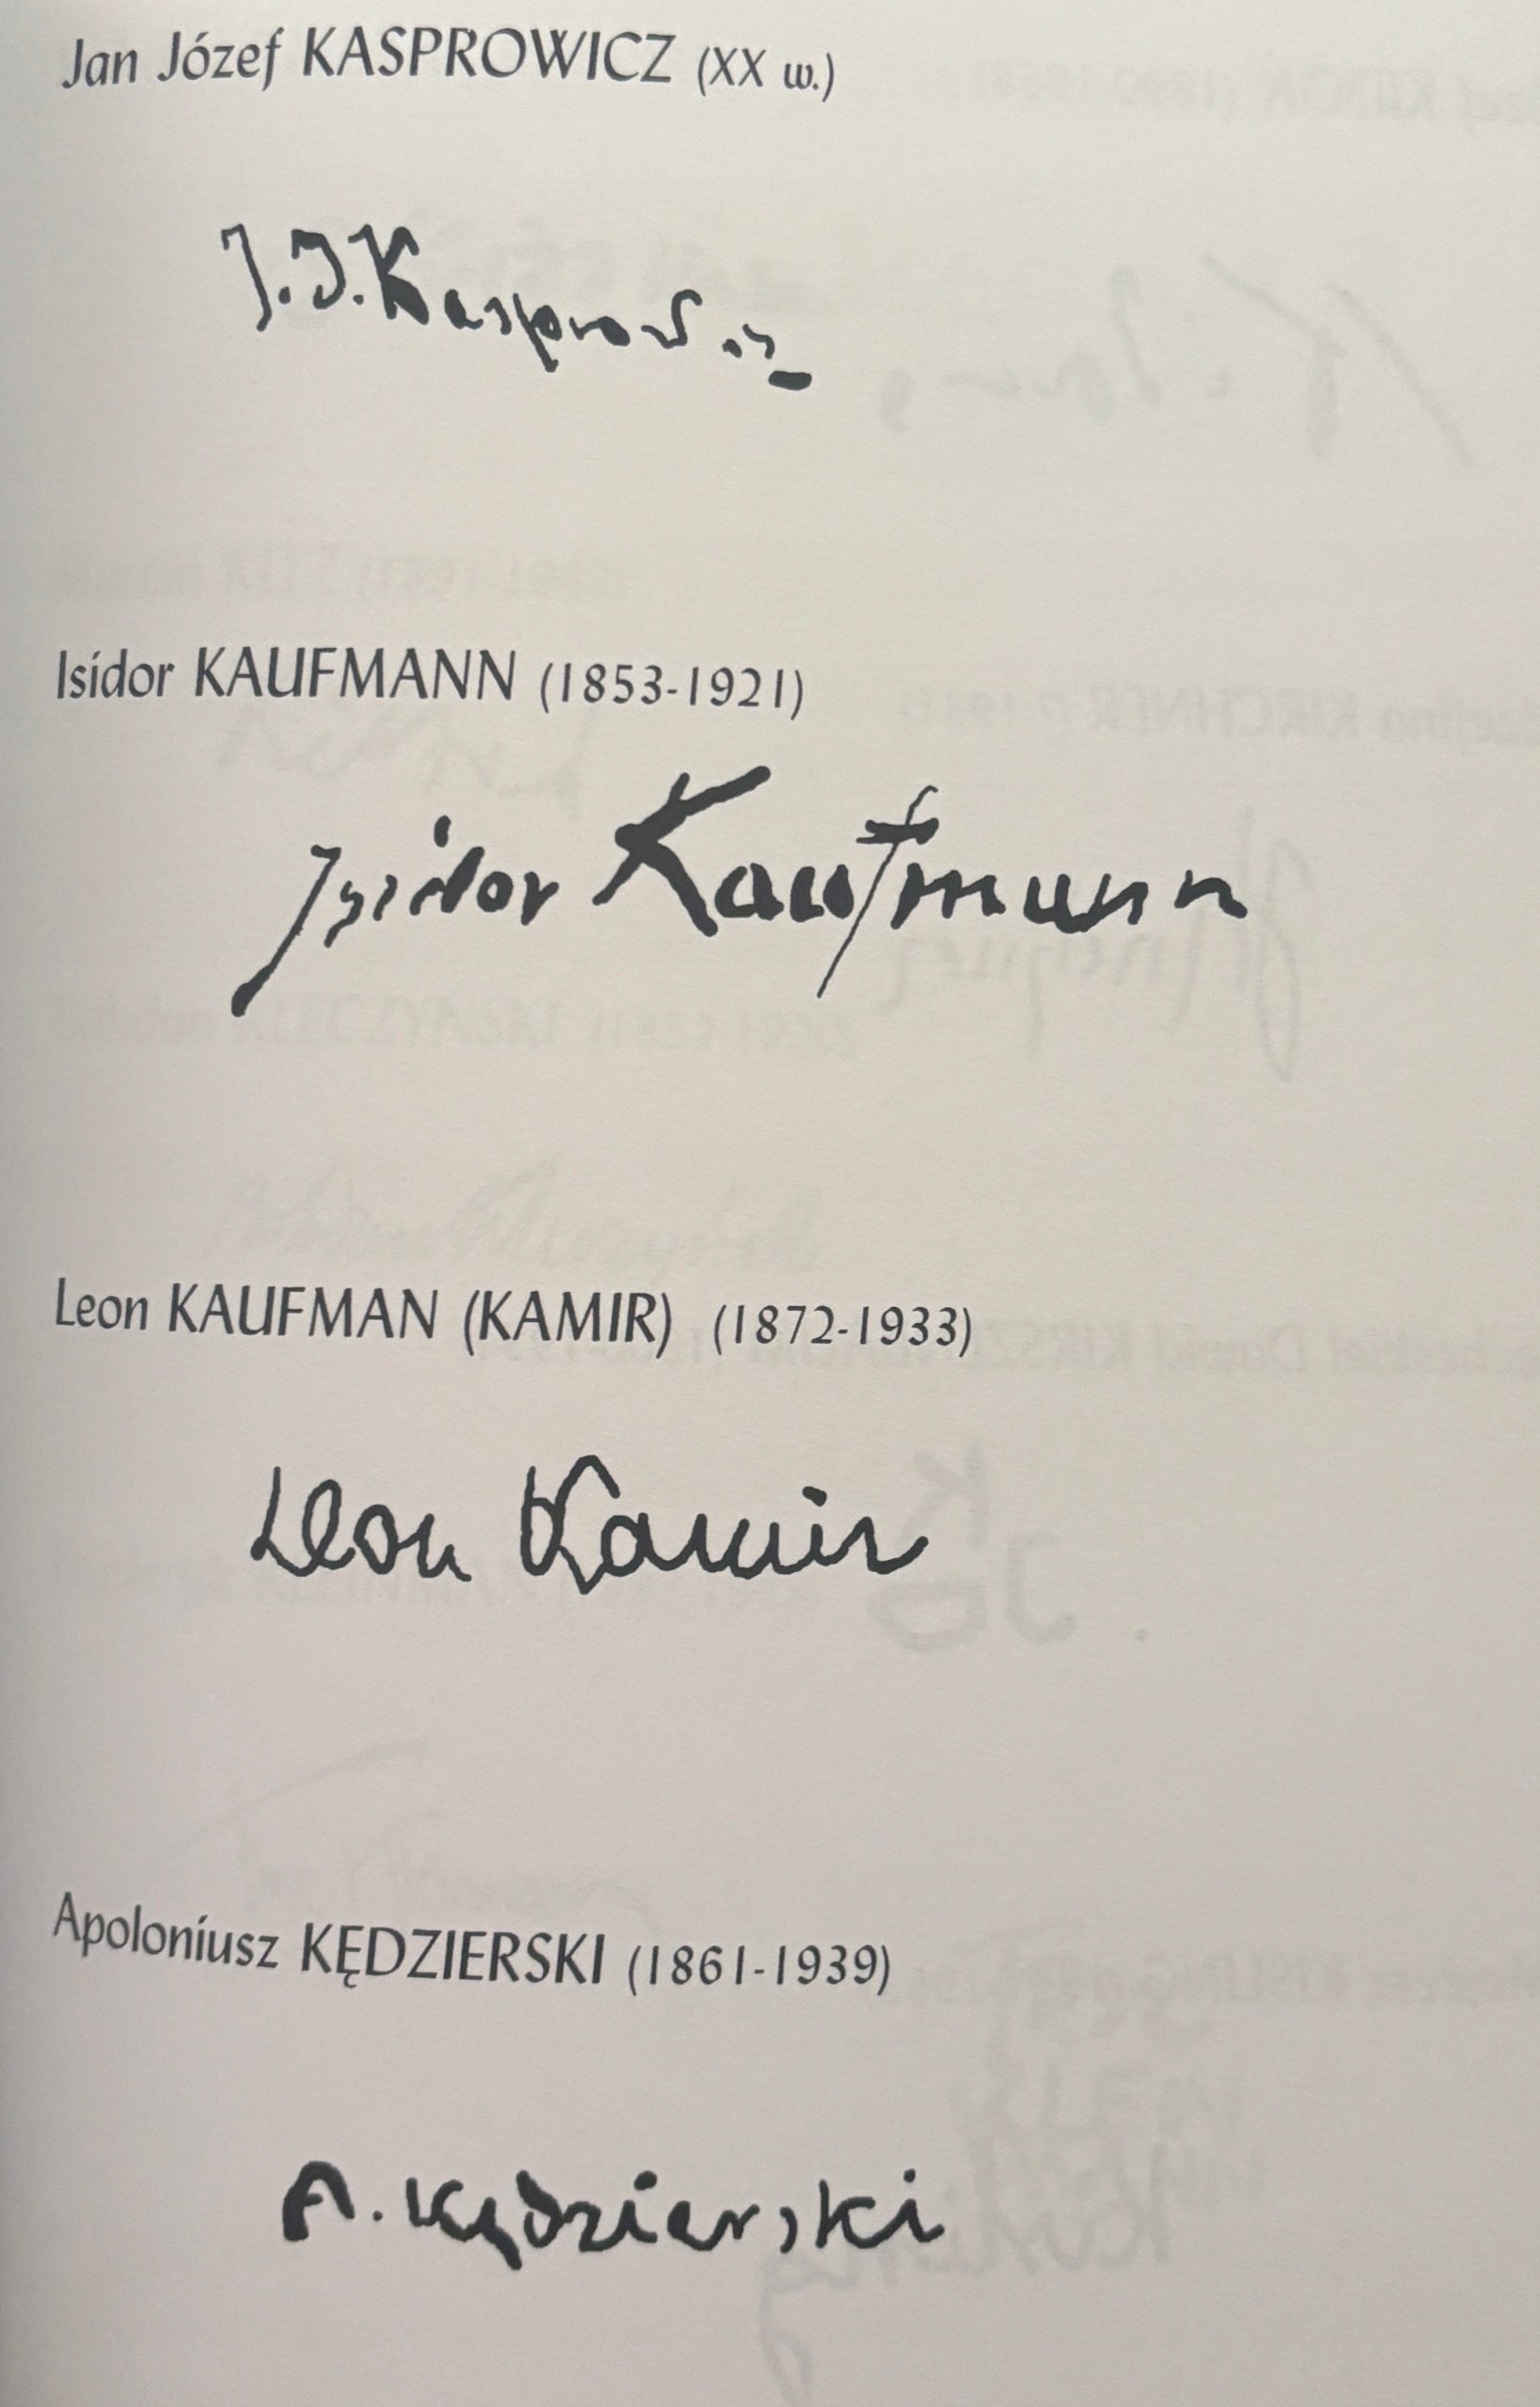 Jan Józef KASPROWICZ (XX w.)
J.J.Kasprowicz
Isidor KAUFMANN (1853-1921)
Isidor Kaufmann
Leon KAUFMAN (KAMIR) (1872-1933)
Leon Kamir
Apoloniusz KĘDZIERSKI (1861-1939)
A. Kędzierski